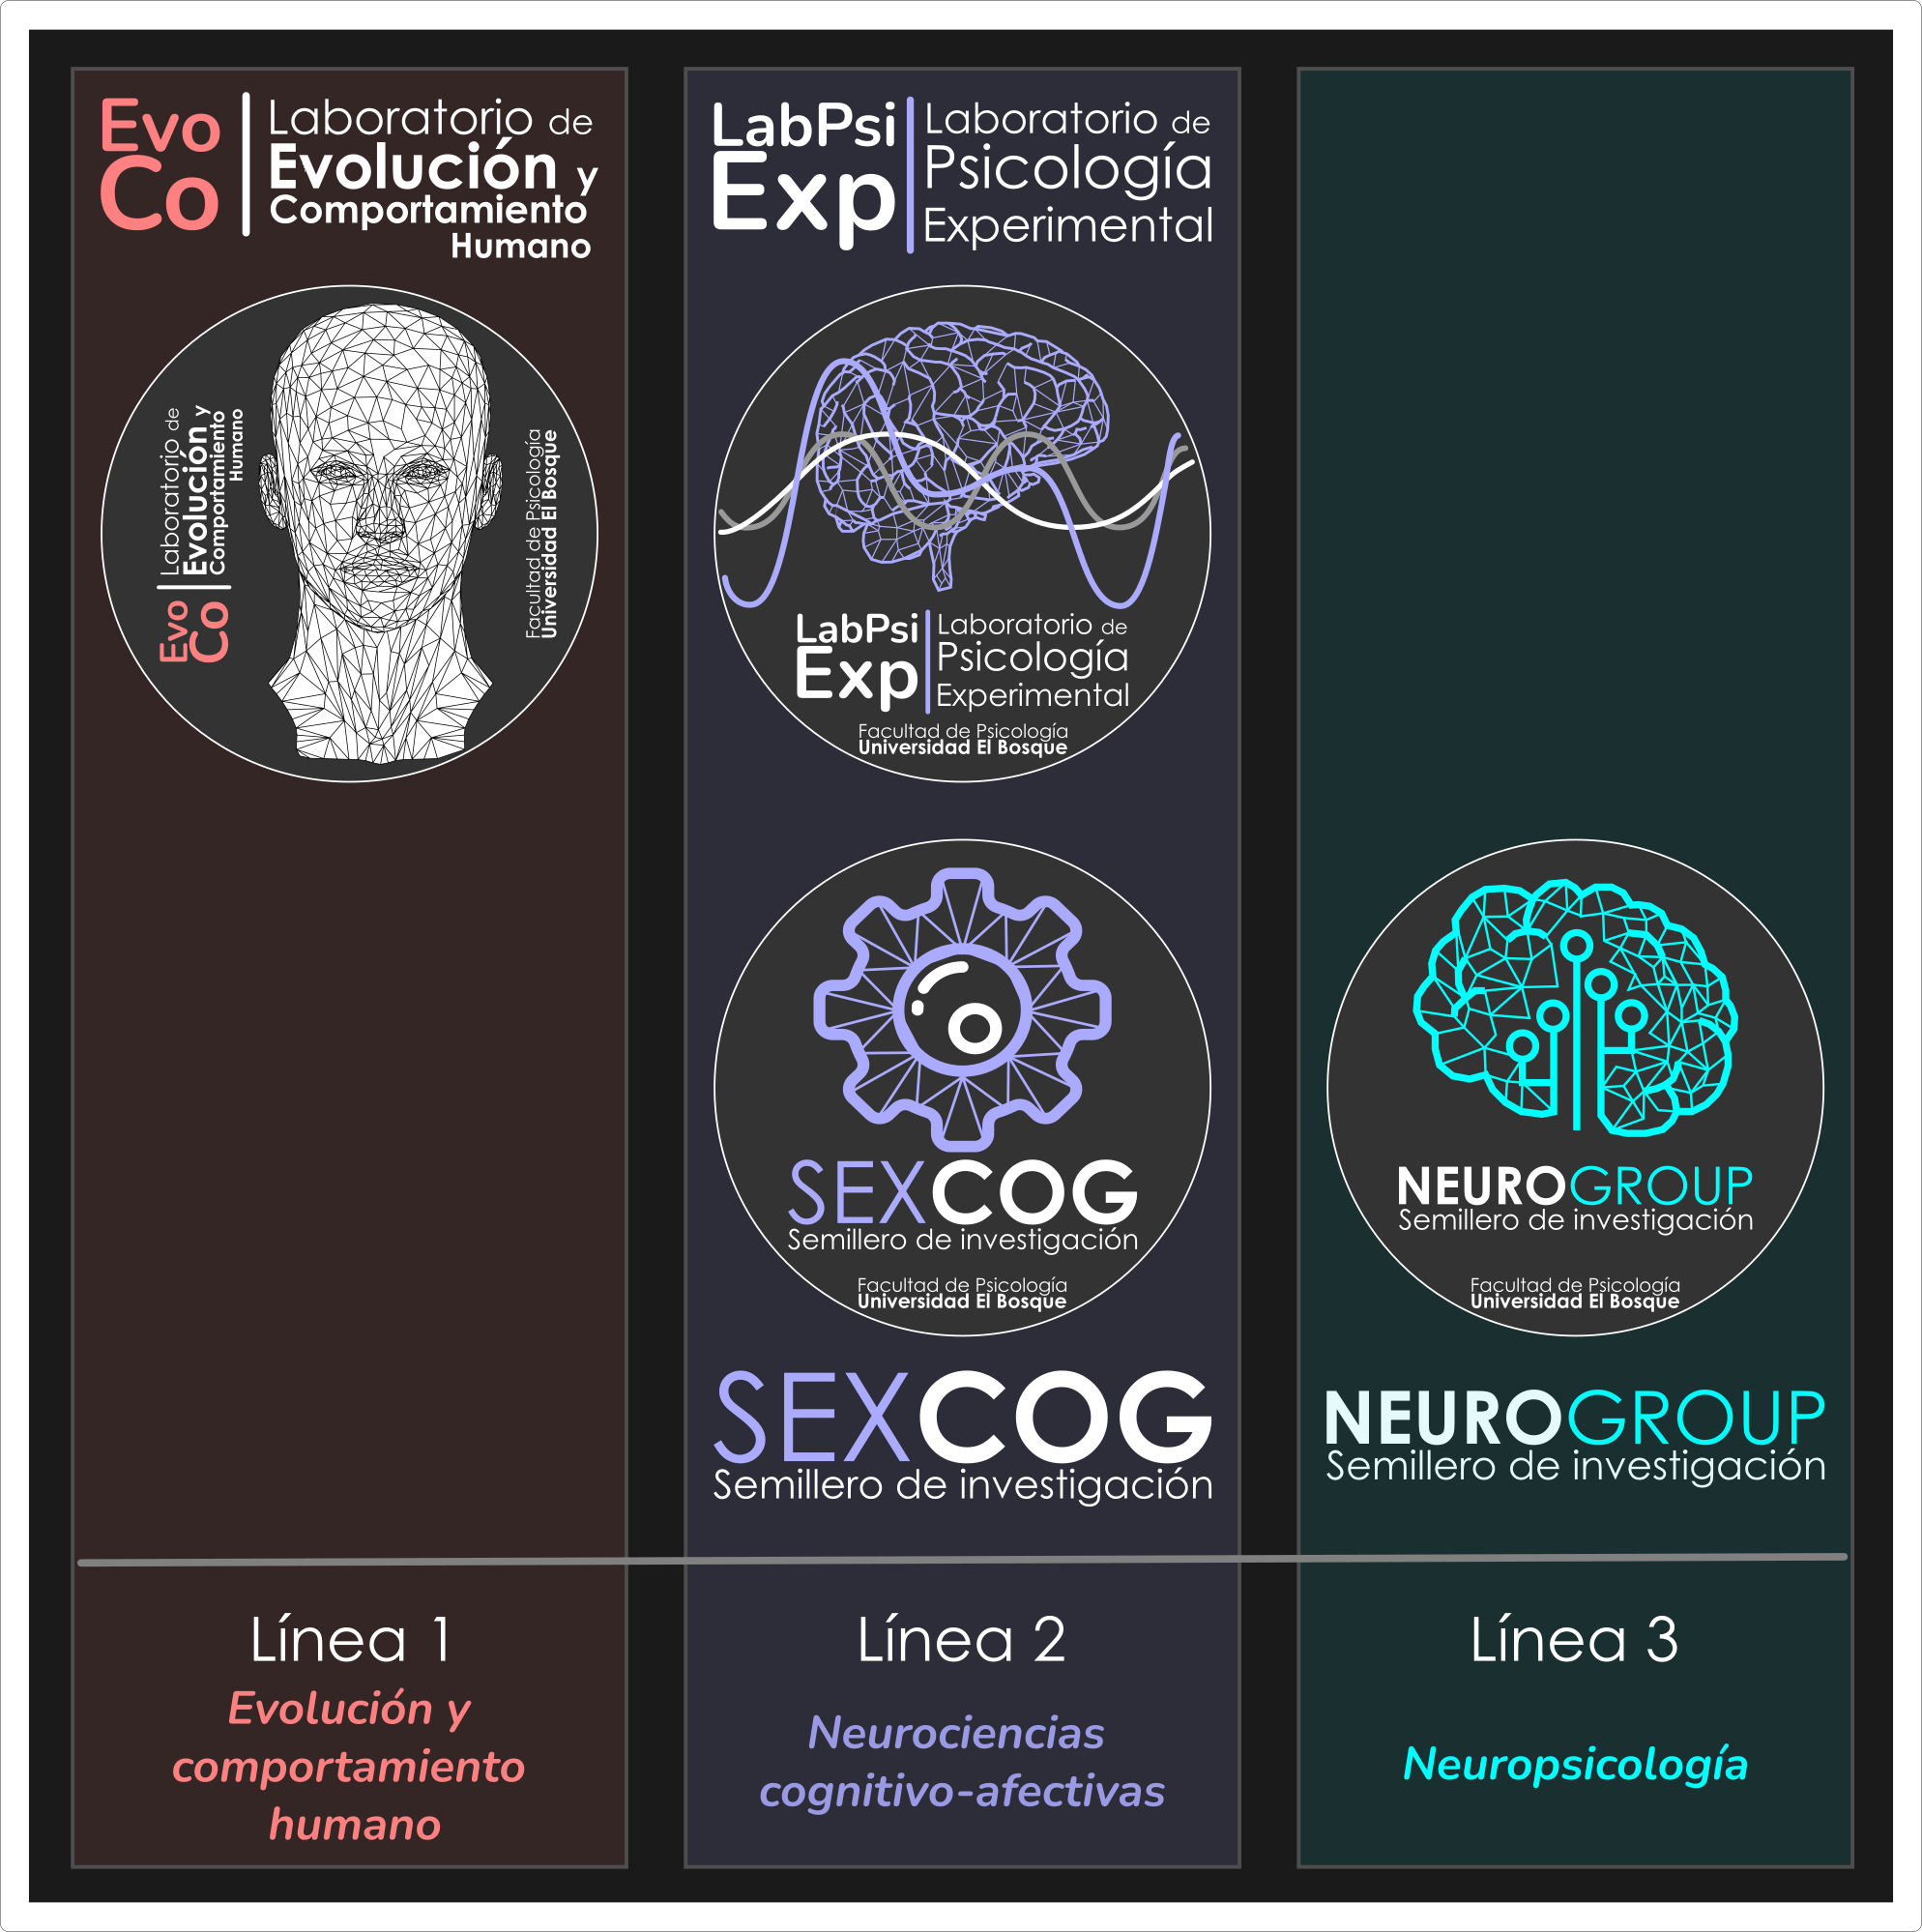 Evo
Co
Laboratorio de
Evolución y
Comportamiento
Humano
Evo
Co
Laboratorio de
Evolución y
Comportamiento
Humano
Facultad de Psicología
Universidad El Bosque
LabPsi
Exp
Laboratorio de
Psicología
Experimental
LabPsi
Exp
Laboratorio de
Psicología
Experimental
Facultad de Psicología
Universidad El Bosque
SEXCOG
Semillero de investigación
Facultad de Psicología
Universidad El Bosque
SEXCOG
Semillero de investigación
NEUROGROUP
Semillero de investigación
Facultad de Psicología
Universidad El Bosque
NEUROGROUP
Semillero de investigación
Línea 1
Evolución y
comportamiento
humano
Línea 2
Neurociencias
cognitivo-afectivas
Línea 3
Neuropsicología